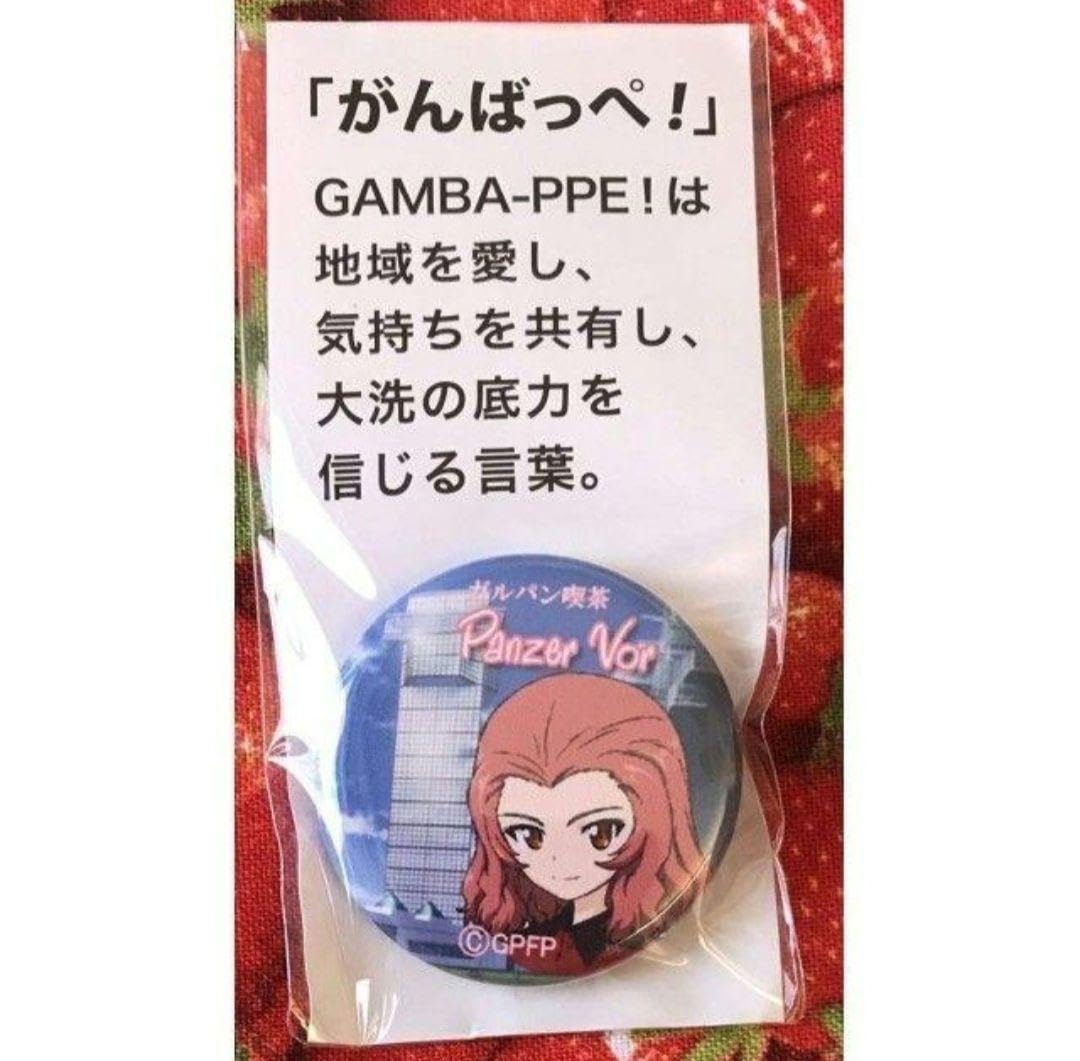 「がんばっぺ!」
GAMBA-PPE!は
地域を愛し、
気持ちを共有し、
大洗の底力を
信じる言葉。
ガルパン喫茶
Panzer Vor
©GPFP